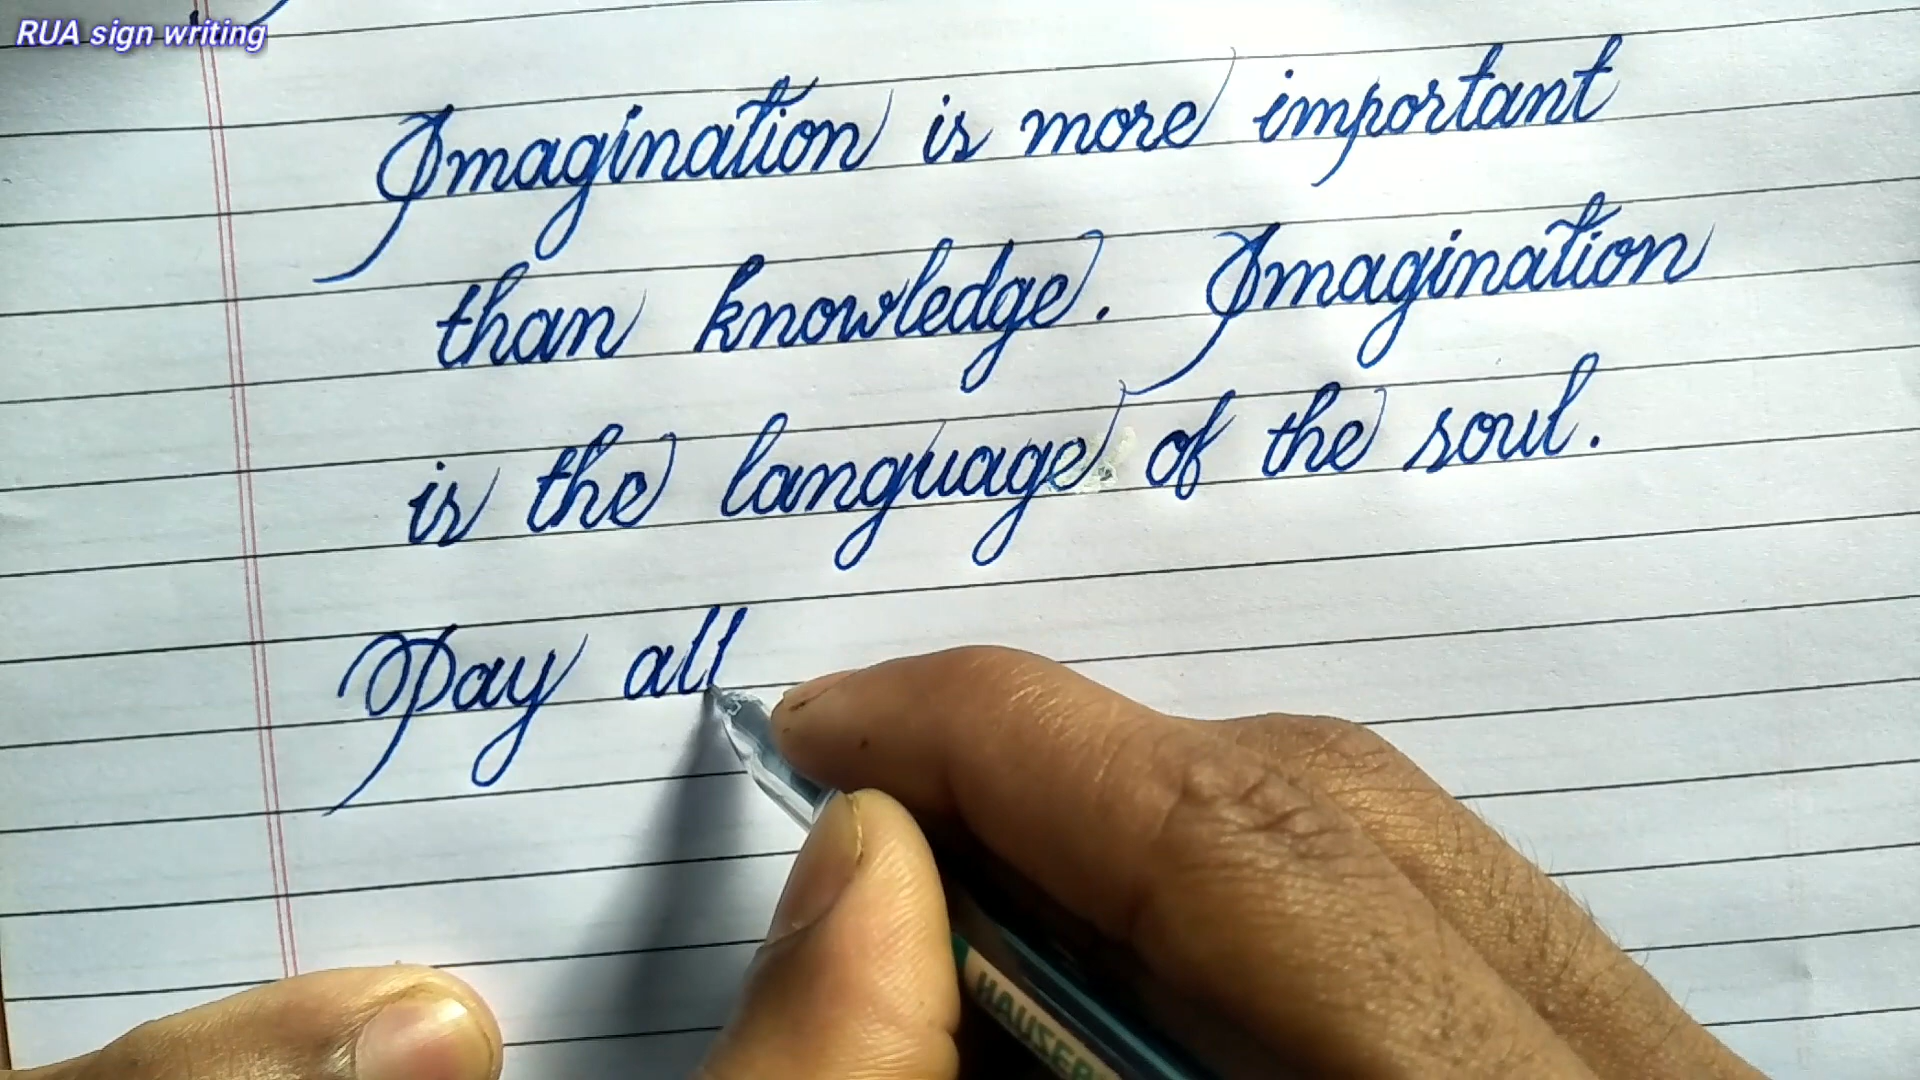 RUA sign writing
Imagination is more important
than knowledge. Imagination
is the language of the soul.
Pay all
HAUSER